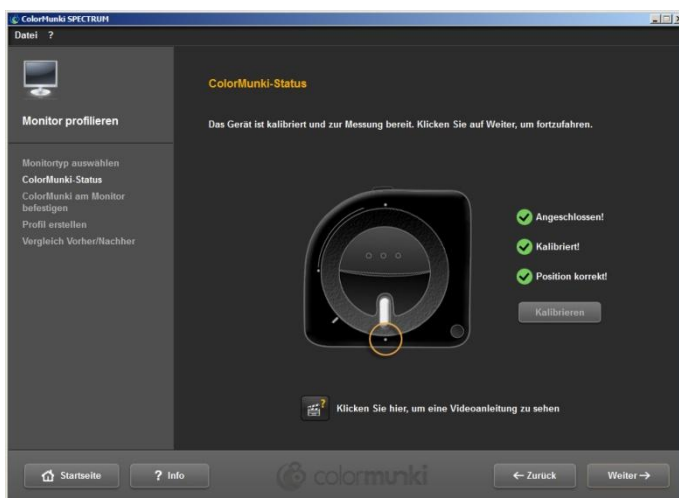 ColorMunki SPECTRUM
Datei ?
Monitor profilieren
Monitortyp auswählen
ColorMunki-Status
ColorMunki am Monitor
befestigen
Profil erstellen
Vergleich Vorher/Nachher
ColorMunki-Status
Das Gerät ist kalibriert und zur Messung bereit. Klicken Sie auf Weiter, um fortzufahren.
Angeschlossen!
Kalibriert!
Position korrekt!
Kalibrieren
?
Klicken Sie hier, um eine Videoanleitung zu sehen
Startseite
? Info
colormunki
← Zurück
Weiter →